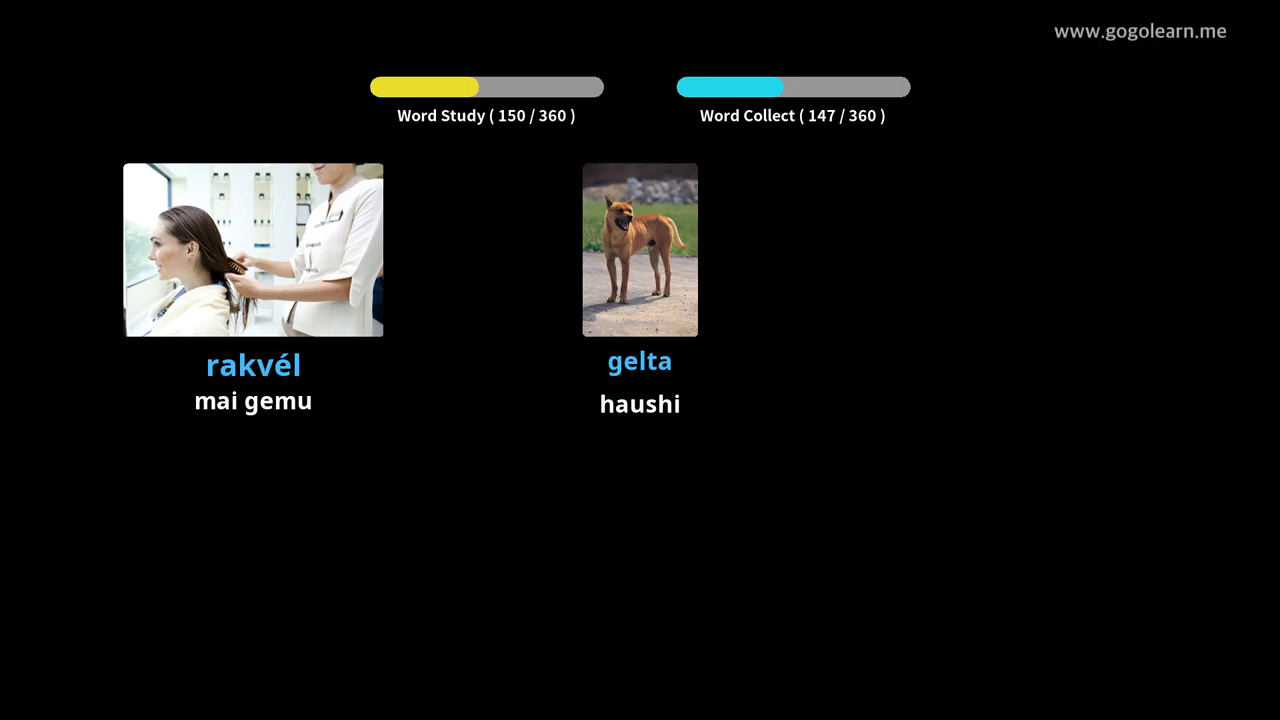 www.gogolearn.me
Word Study ( 150 / 360 )
Word Collect ( 147 / 360 )
rakvél
mai gemu
gelta
haushi